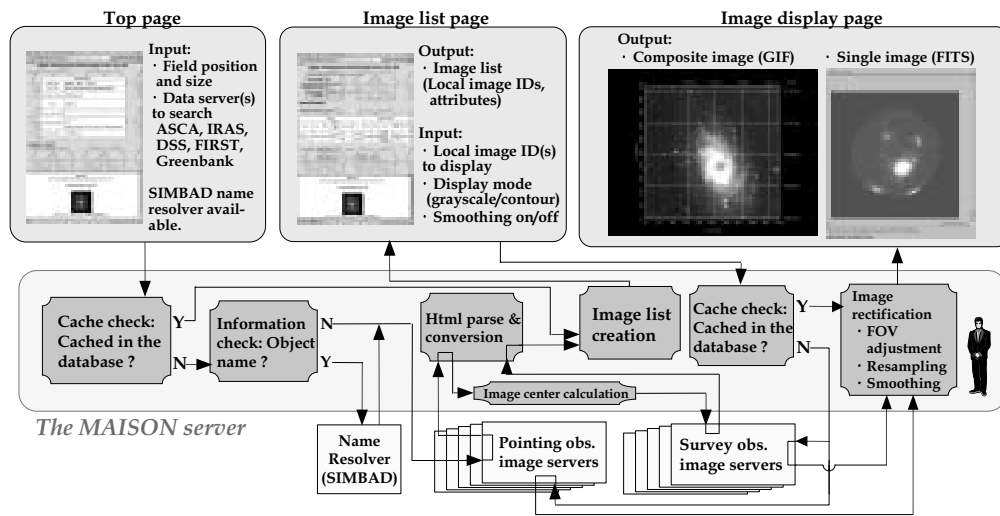 Top page
Input:
· Field position
and size
· Data server(s)
to search
ASCA, IRAS,
DSS, FIRST,
Greenbank
SIMBAD name
resolver avail-
able.
Image list page
Output:
· Image list
(Local image IDs,
attributes)
Input:
· Local image ID(s)
to display
· Display mode
(grayscale/contour)
· Smoothing on/off
Image display page
Output:
· Composite image (GIF)
· Single image (FITS)
Cache check:
Cached in the
database ?
Y
N
Information
check: Object
name ?
N
Y
Html parse &
conversion
Image list
creation
Image center calculation
Cache check:
Cached in the
database ?
Y
N
Image
rectification
· FOV
adjustment
· Resampling
· Smoothing
The MAISON server
Name
Resolver
(SIMBAD)
Pointing obs.
image servers
Survey obs.
image servers